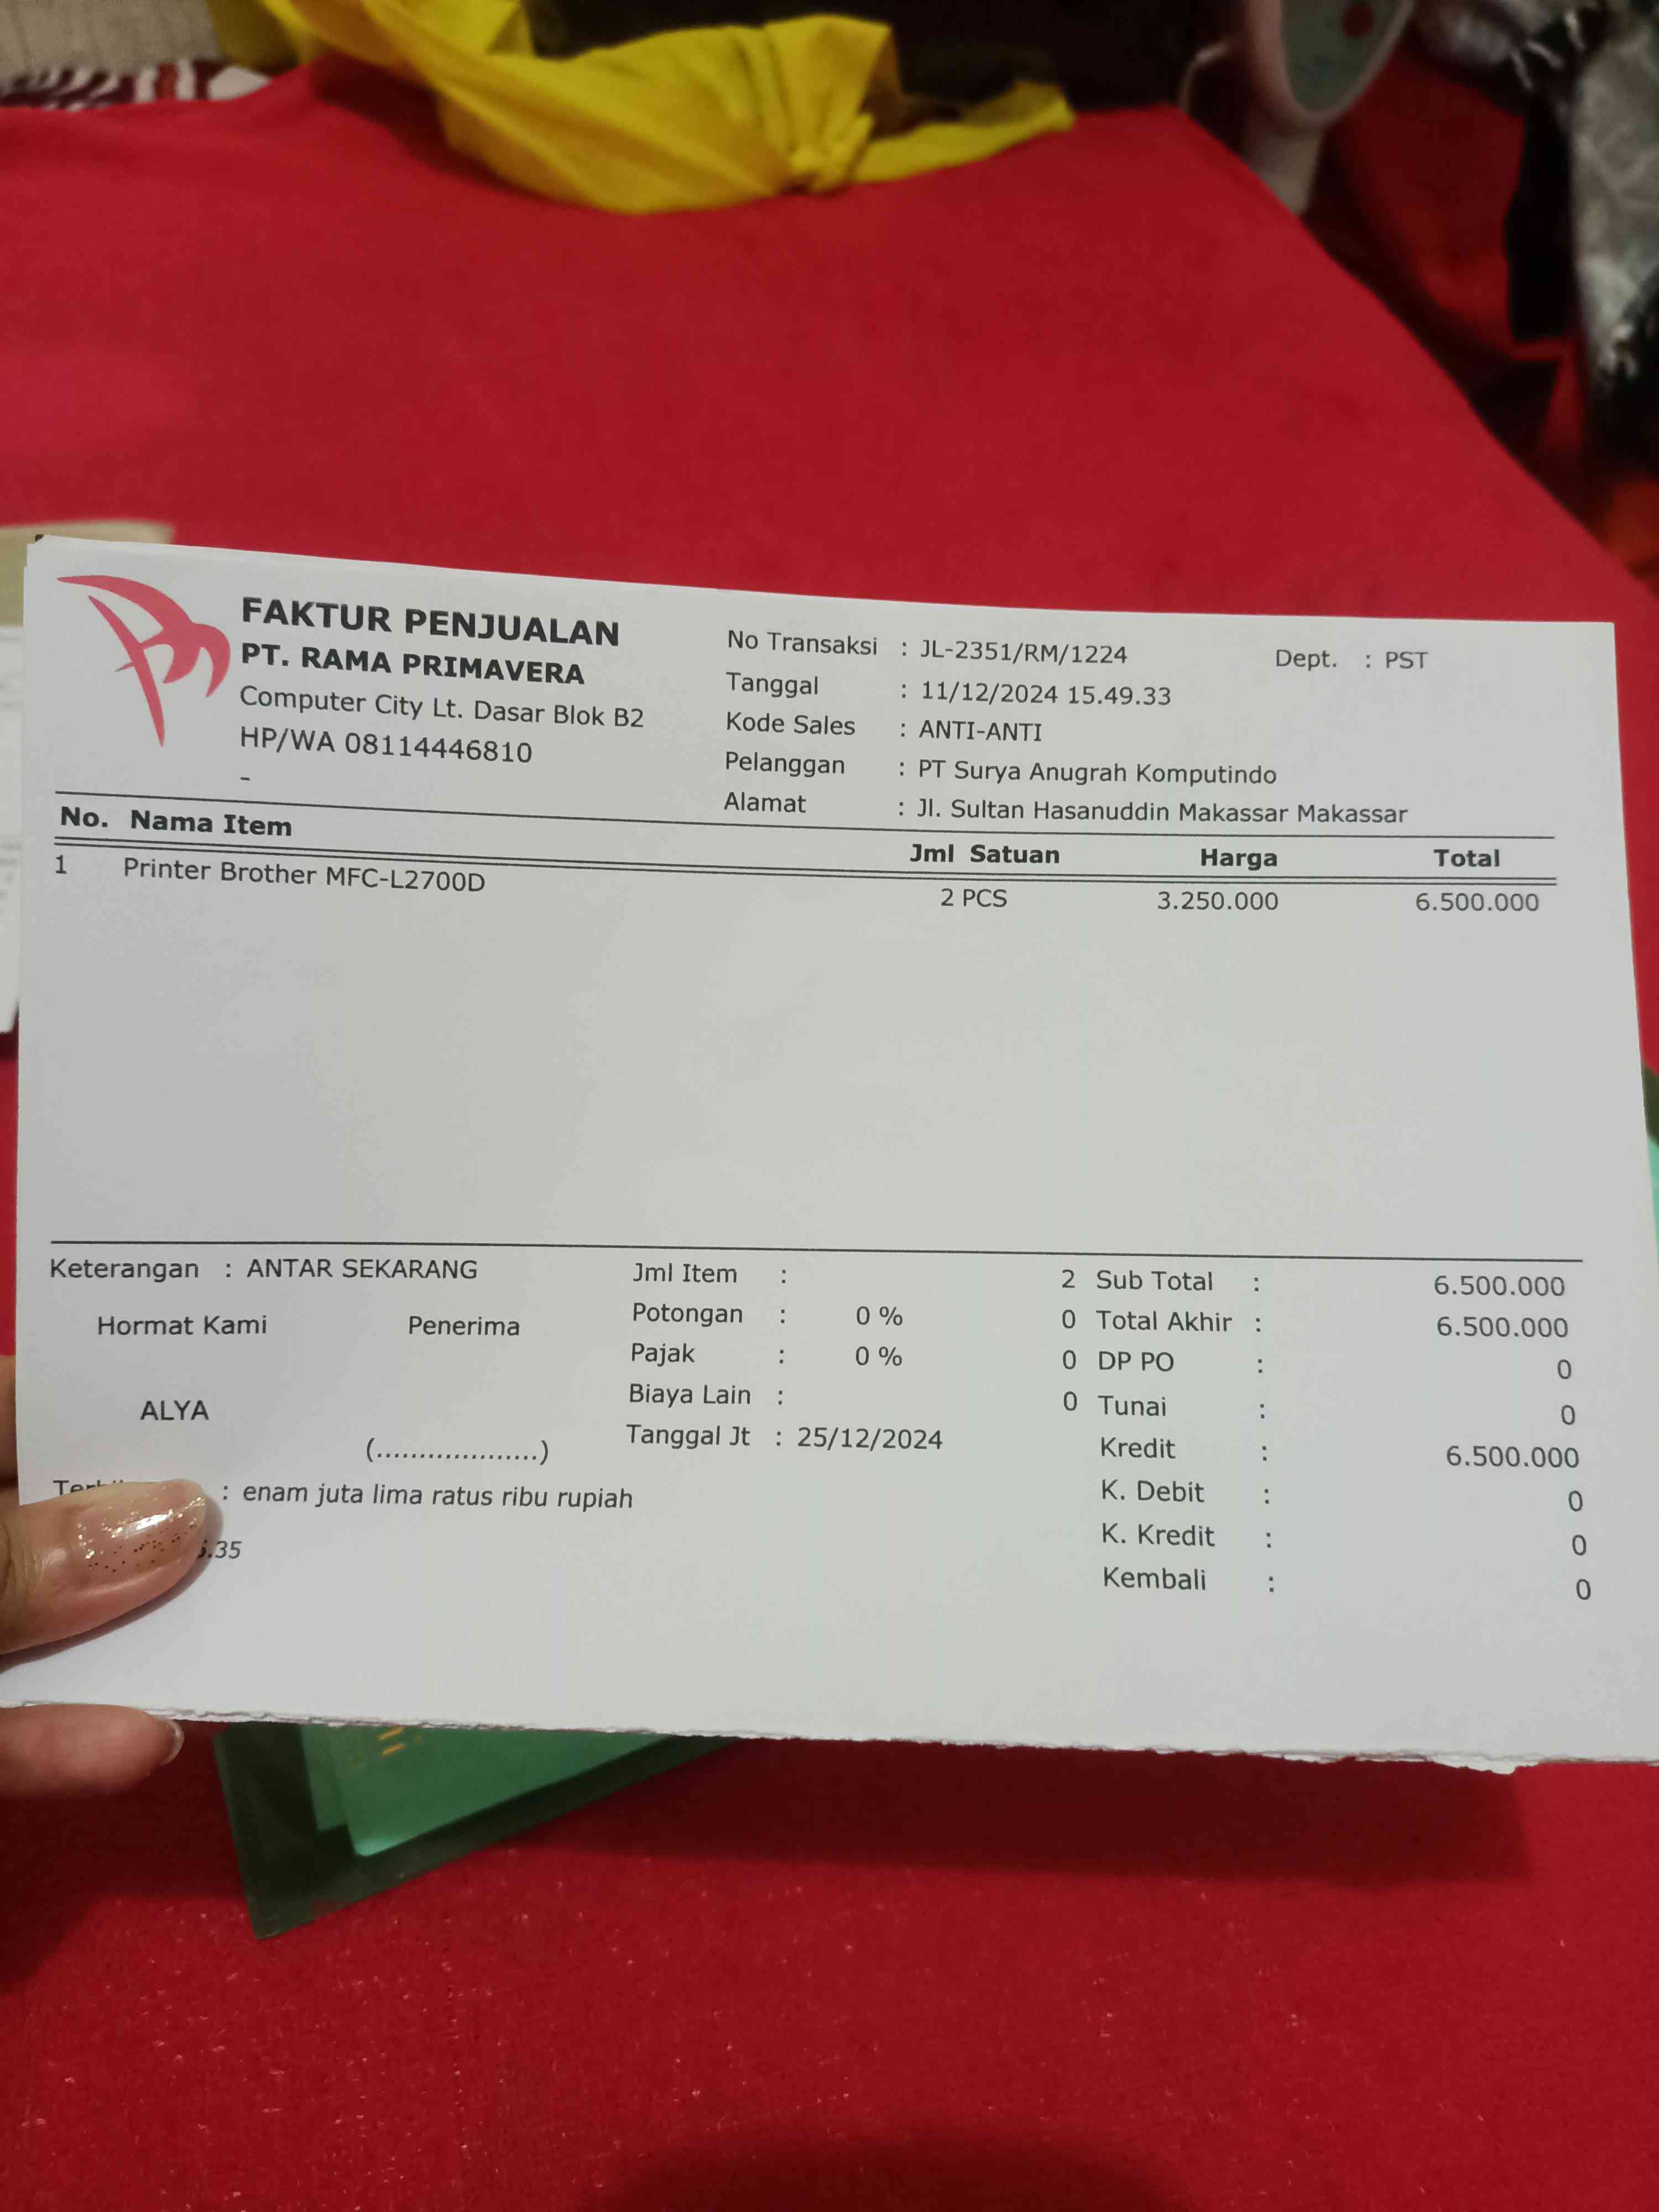 FAKTUR PENJUALAN
PT. RAMA PRIMAVERA
Computer City Lt. Dasar Blok B2
HP/WA 08114446810
-
No Transaksi : JL-2351/RM/1224 Dept. : PST
Tanggal : 11/12/2024 15.49.33
Kode Sales : ANTI-ANTI
Pelanggan : PT Surya Anugrah Komputindo
Alamat : Jl. Sultan Hasanuddin Makassar Makassar
No. Nama Item Jml Satuan Harga Total
1 Printer Brother MFC-L2700D 2 PCS 3.250.000 6.500.000
Keterangan : ANTAR SEKARANG
Hormat Kami Penerima
ALYA
(...................)
: enam juta lima ratus ribu rupiah
.35
Jml Item : 2
Potongan : 0 % 0
Pajak : 0 % 0
Biaya Lain : 0
Tanggal Jt : 25/12/2024
Sub Total : 6.500.000
Total Akhir : 6.500.000
DP PO : 0
Tunai : 0
Kredit : 6.500.000
K. Debit : 0
K. Kredit : 0
Kembali : 0